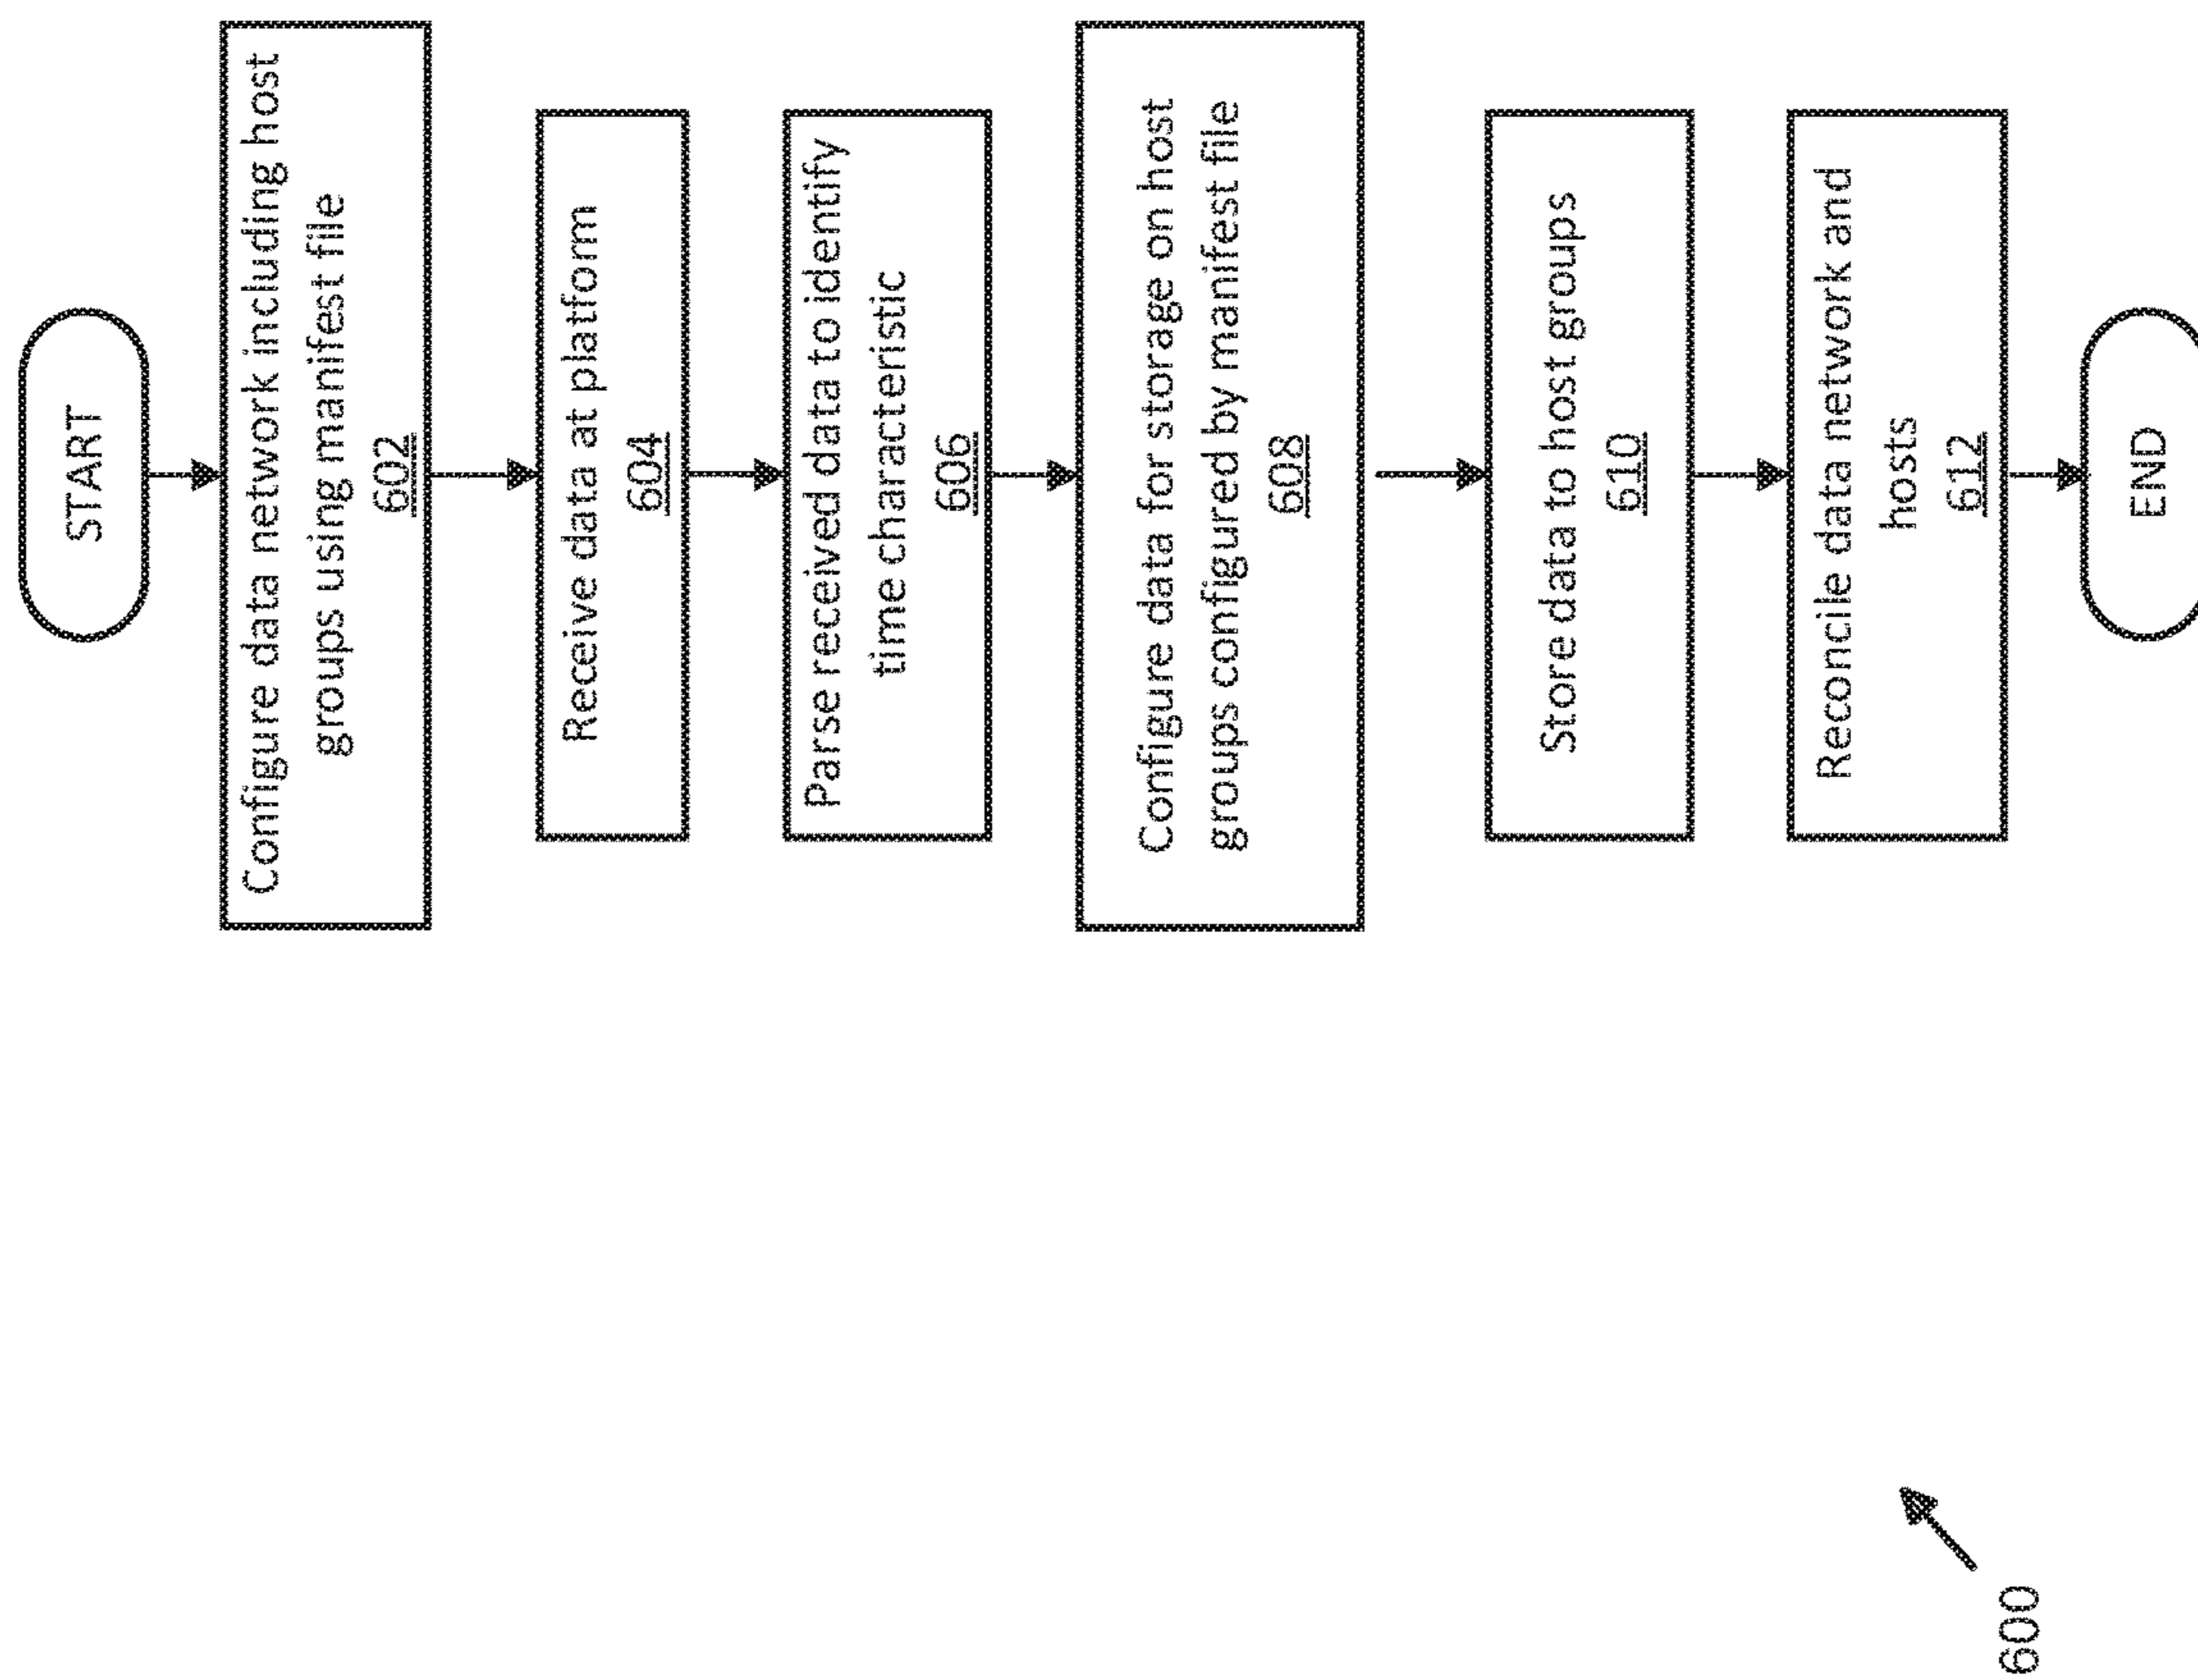 START
Configure data network including host
groups using manifest file
602
Receive data at platform
604
Parse received data to identify
time characteristic
606
Configure data for storage on host
groups configured by manifest file
608
Store data to host groups
610
Reconcile data network and
hosts
612
END
600